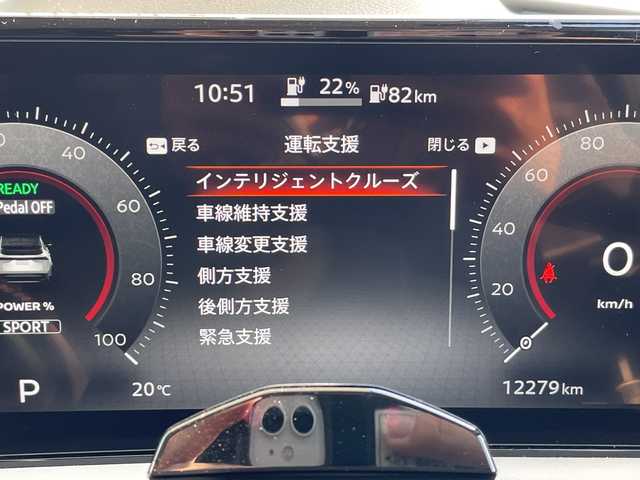 10:51 22% 82km
戻る 運転支援 閉じる
インテリジェントクルーズ
車線維持支援
車線変更支援
側方支援
後側方支援
緊急支援
READY
Pedal OFF
POWER %
SPORT
0
40
60
80
100
P
20℃
80
60
40
20
0
0
km/h
12279km